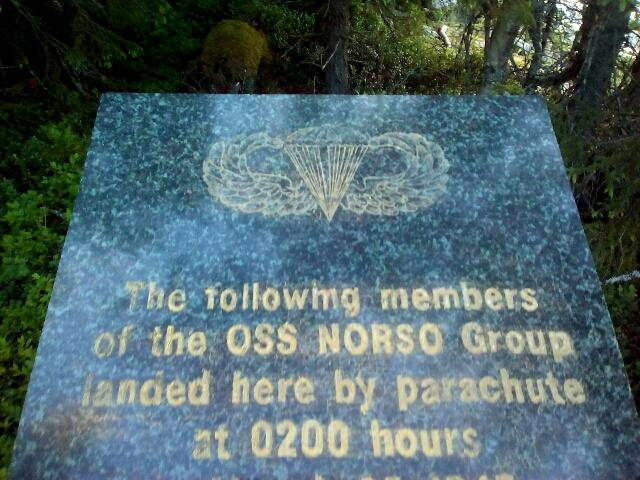 The following members
of the OSS NORSO Group
landed here by parachute
at 0200 hours